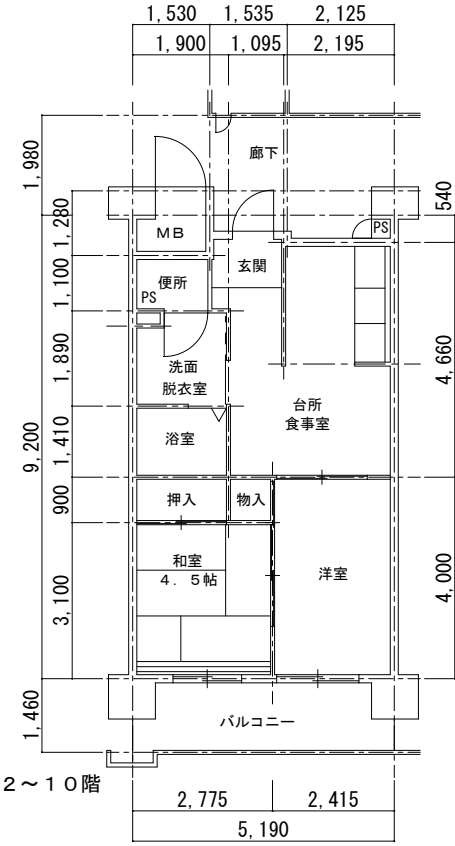 1,530 1,535 2,125
1,900 1,095 2,195
1,980
廊下
540
1,280
MB
PS
玄関
1,100
便所
PS
1,890
洗面
脱衣室
4,660
台所
食事室
9,200
1,410
浴室
900
押入 物入
和室
4.5帖
洋室
3,100
4,000
1,460
バルコニー
2～10階
2,775 2,415
5,190